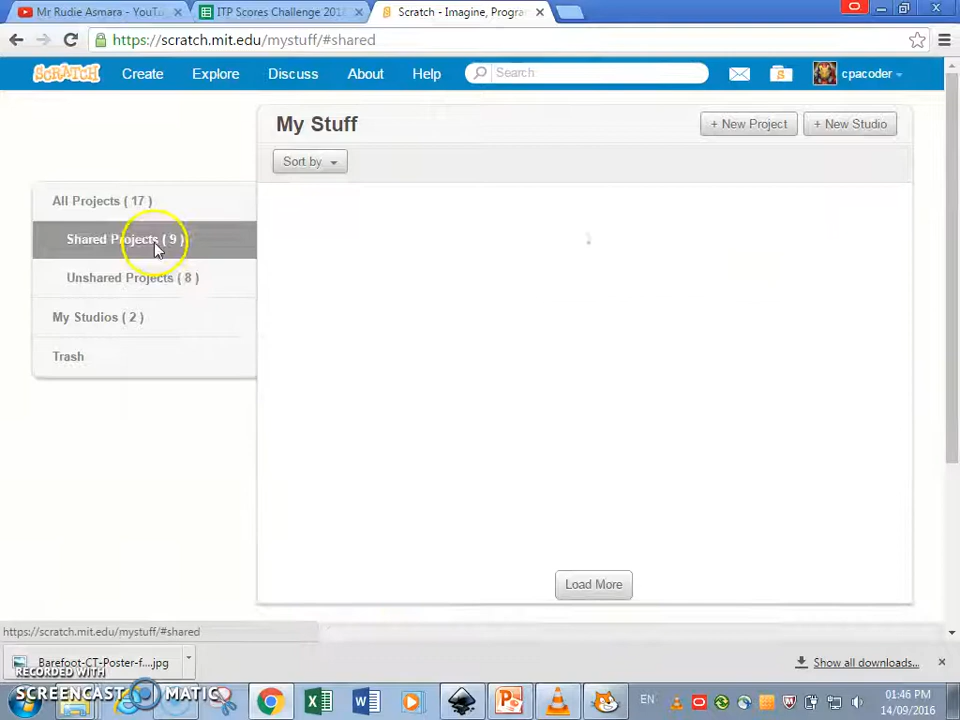 Mr Rudie Asmara - YouTu
ITP Scores Challenge 201
Scratch - Imagine, Progra
https://scratch.mit.edu/mystuff/#shared
SCRATCH Create Explore Discuss About Help Search cpacoder
My Stuff + New Project + New Studio
Sort by
All Projects ( 17 )
Shared Projects ( 9 )
Unshared Projects ( 8 )
My Studios ( 2 )
Trash
Load More
https://scratch.mit.edu/mystuff/#shared
Barefoot-CT-Poster-f....jpg Show all downloads...
RECORDED WITH
SCREENCAST MATIC
EN 01:46 PM
14/09/2016